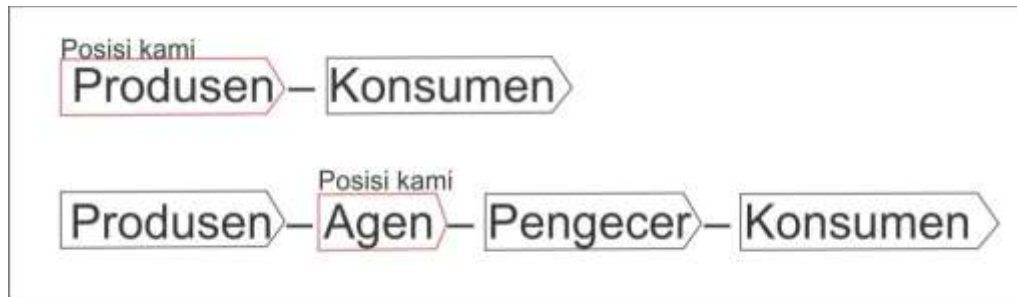 Posisi kami
Produsen – Konsumen
Posisi kami
Produsen – Agen – Pengecer – Konsumen